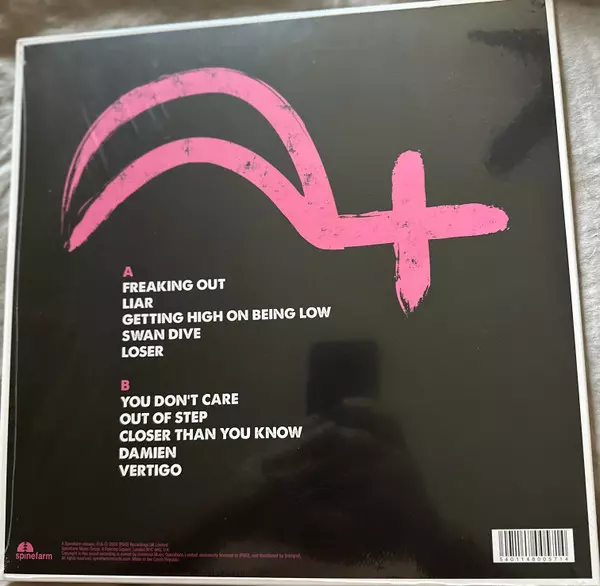 A
FREAKING OUT
LIAR
GETTING HIGH ON BEING LOW
SWAN DIVE
LOSER
B
YOU DON'T CARE
OUT OF STEP
CLOSER THAN YOU KNOW
DAMIEN
VERTIGO
spinefarm